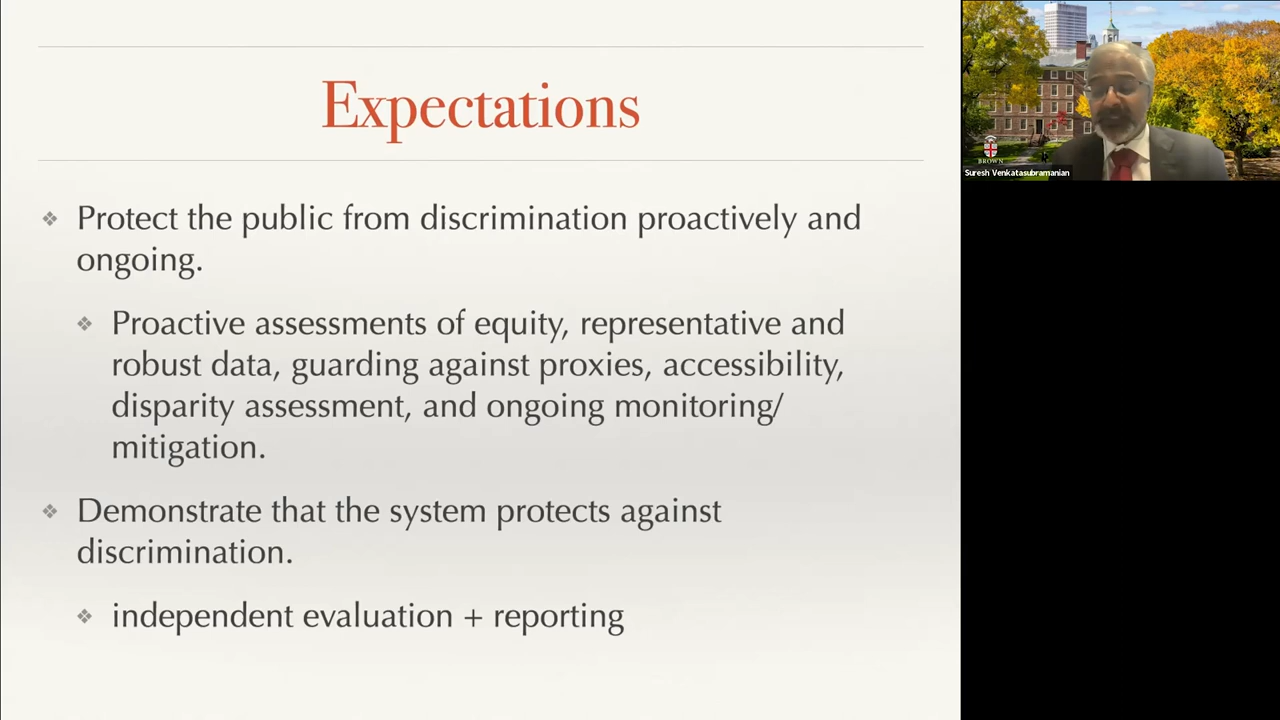 Expectations
❖ Protect the public from discrimination proactively and
ongoing.
❖ Proactive assessments of equity, representative and
robust data, guarding against proxies, accessibility,
disparity assessment, and ongoing monitoring/
mitigation.
❖ Demonstrate that the system protects against
discrimination.
❖ independent evaluation + reporting
BROWN
Suresh Venkatasubramanian